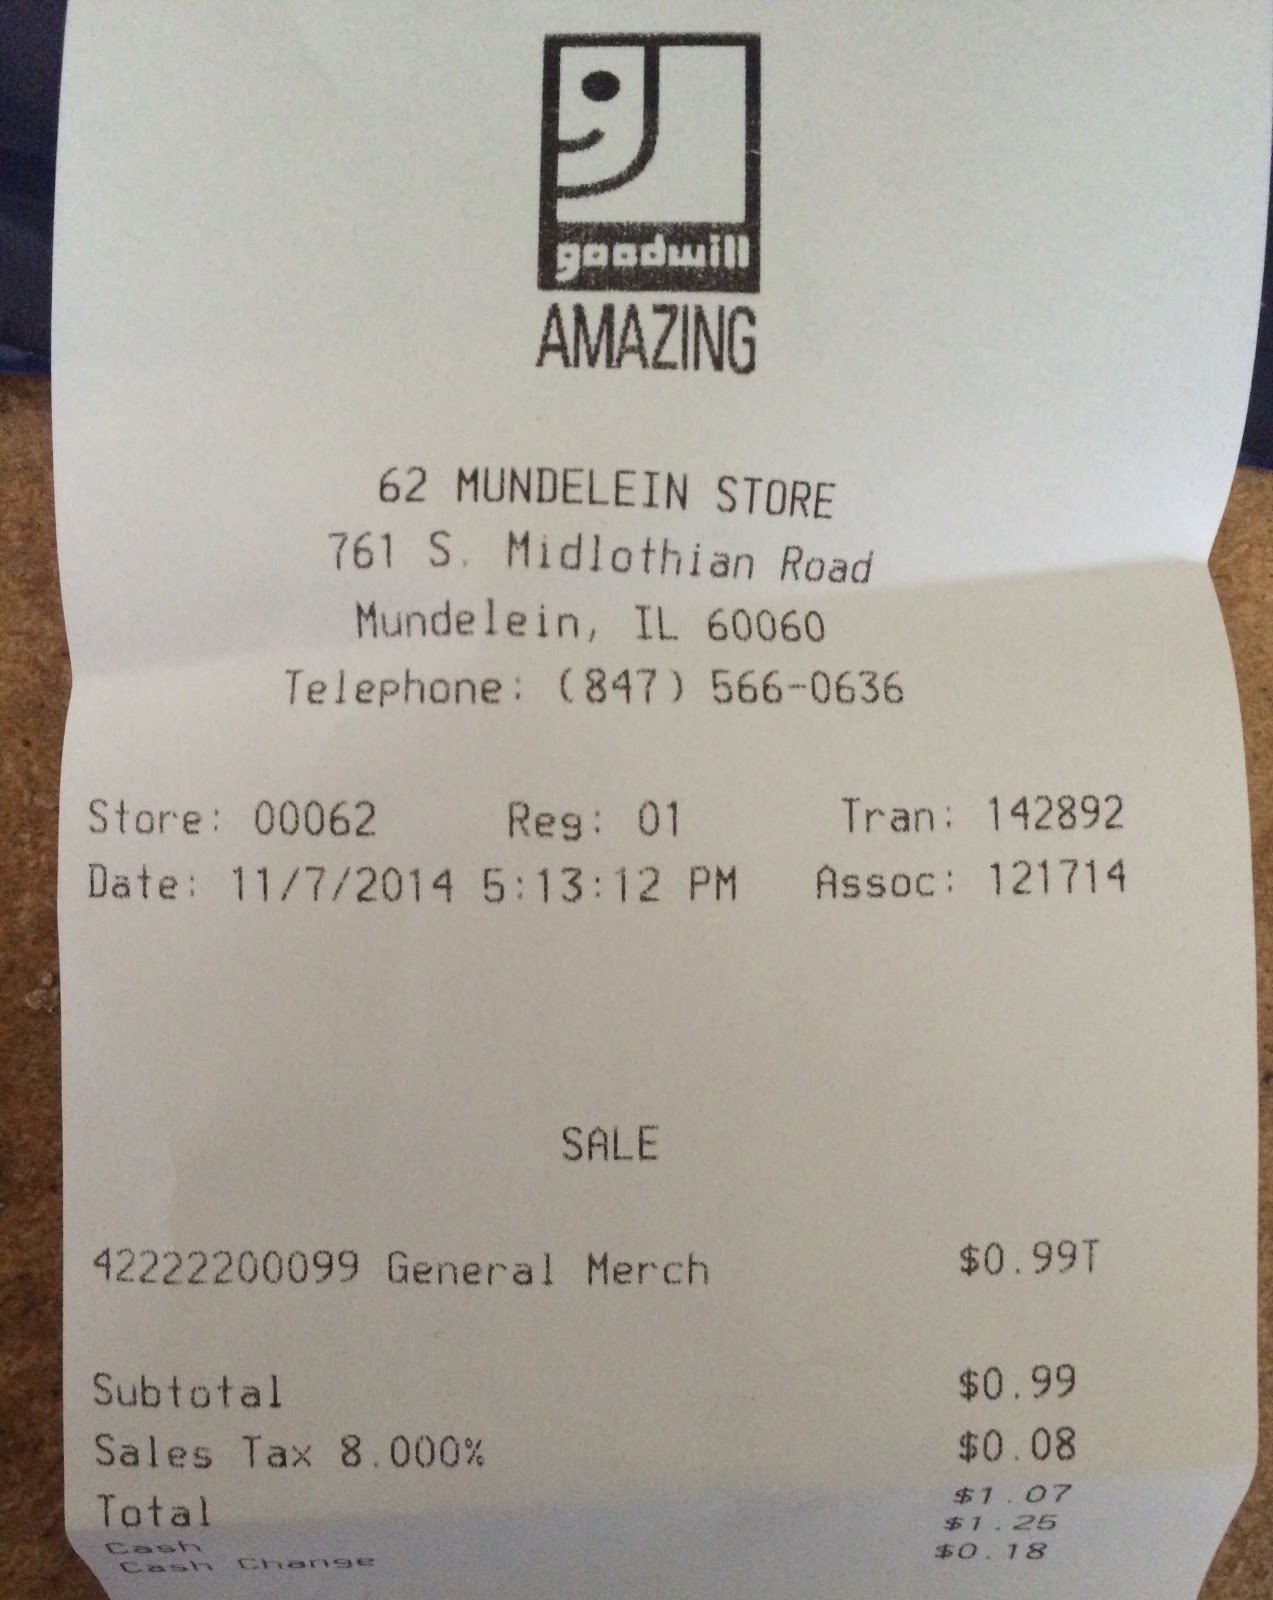 goodwill
AMAZING
62 MUNDELEIN STORE
761 S. Midlothian Road
Mundelein, IL 60060
Telephone: (847) 566-0636
Store: 00062 Reg: 01 Tran: 142892
Date: 11/7/2014 5:13:12 PM Assoc: 121714
SALE
42222200099 General Merch $0.99T
Subtotal $0.99
Sales Tax 8.000% $0.08
Total $1.07
Cash $1.25
Cash Change $0.18